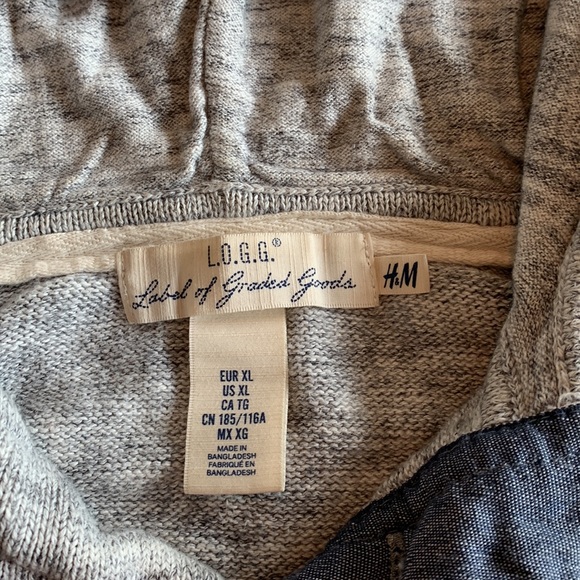 L.O.G.G.®
Label of Graded Goods
H&M
EUR XL
US XL
CA TG
CN 185/116A
MX XG
MADE IN
BANGLADESH
FABRIQUÉ EN
BANGLADESH